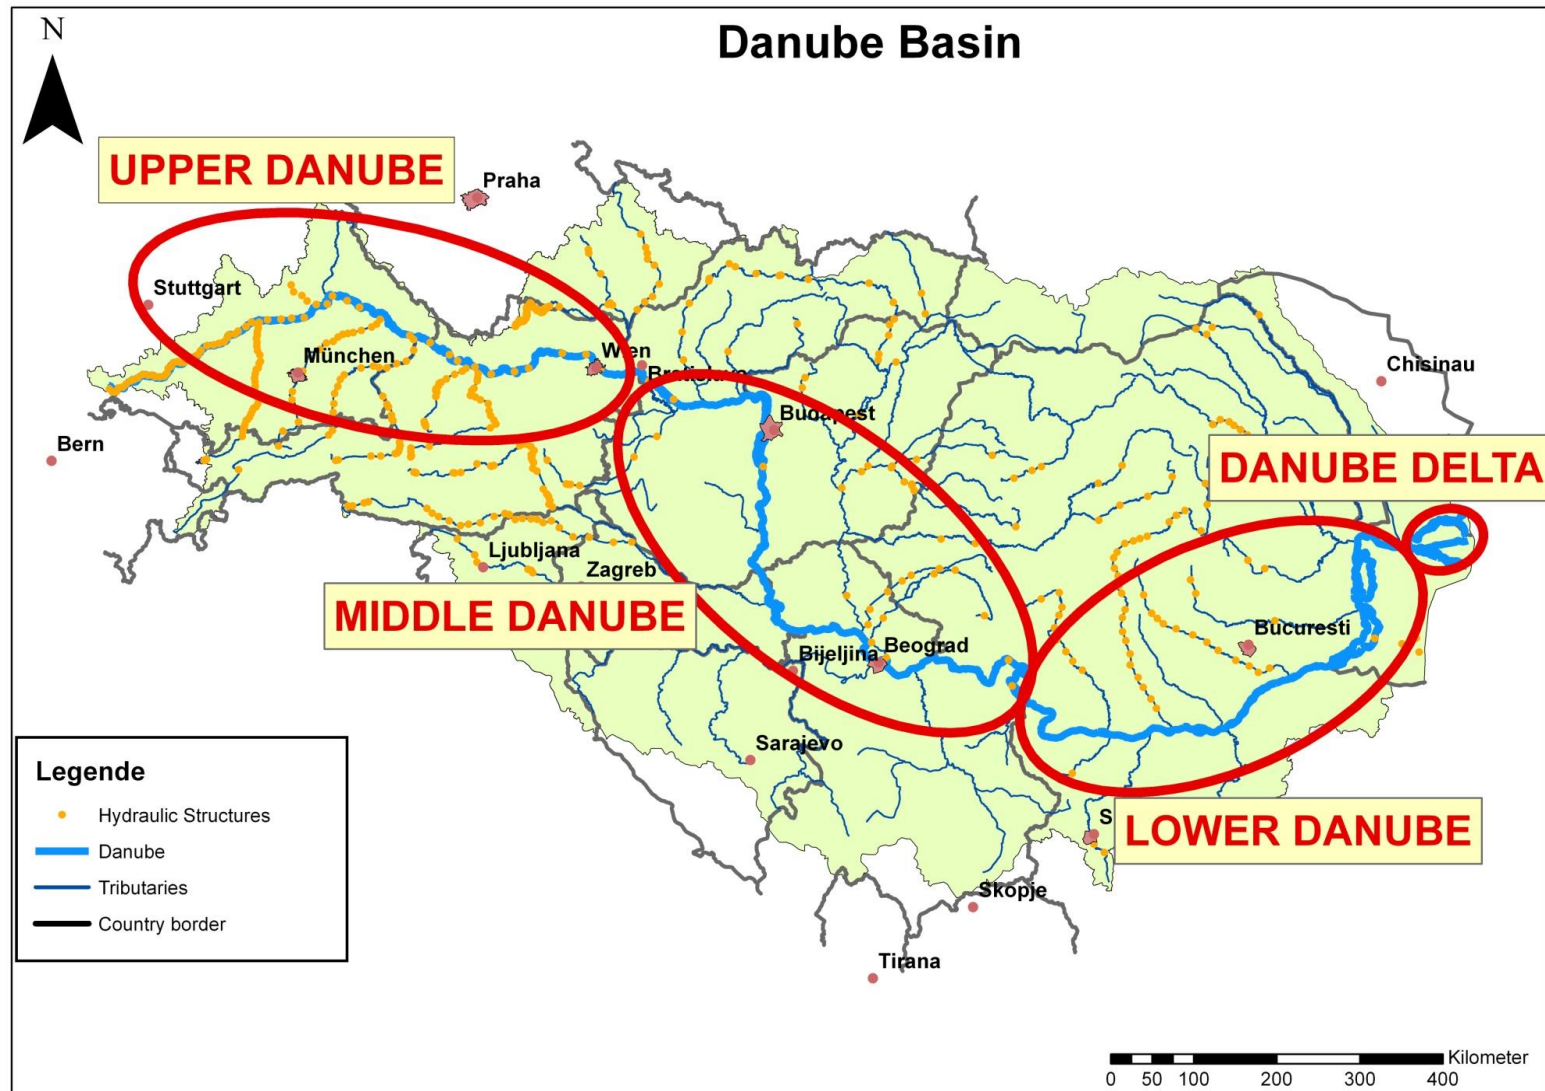 N
Danube Basin
UPPER DANUBE
Praha
Stuttgart
München
Wien
Bratislava
Budapest
Chisinau
Bern
DANUBE DELTA
Ljubljana
Zagreb
MIDDLE DANUBE
Bijeljina
Beograd
Bucuresti
Sarajevo
S
LOWER DANUBE
Skopje
Tirana
Legende
Hydraulic Structures
Danube
Tributaries
Country border
Kilometer
0 50 100 200 300 400